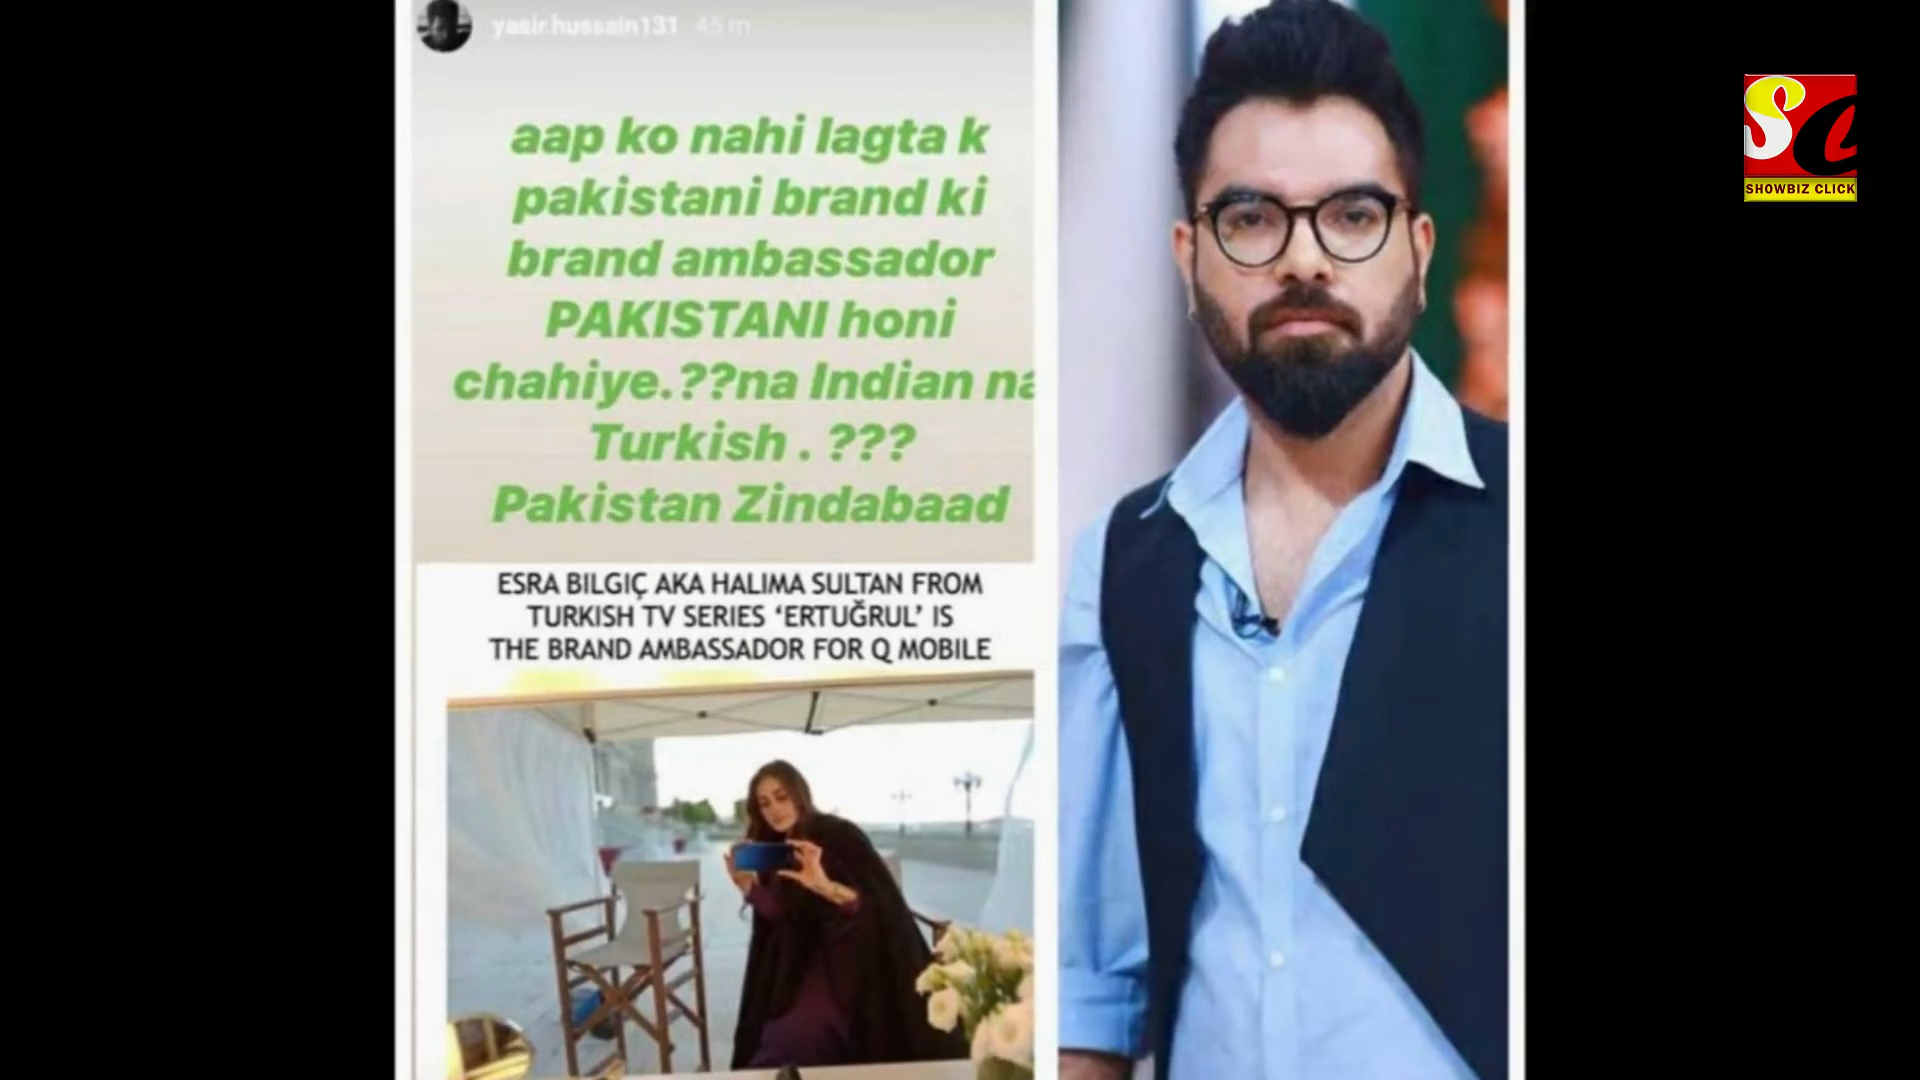 yasir.hussain131 45 m
aap ko nahi lagta k
pakistani brand ki
brand ambassador
PAKISTANI honi
chahiye.??na Indian na
Turkish . ???
Pakistan Zindabaad
ESRA BILGIÇ AKA HALIMA SULTAN FROM
TURKISH TV SERIES ‘ERTUĞRUL’ IS
THE BRAND AMBASSADOR FOR Q MOBILE
SC
SHOWBIZ CLICK